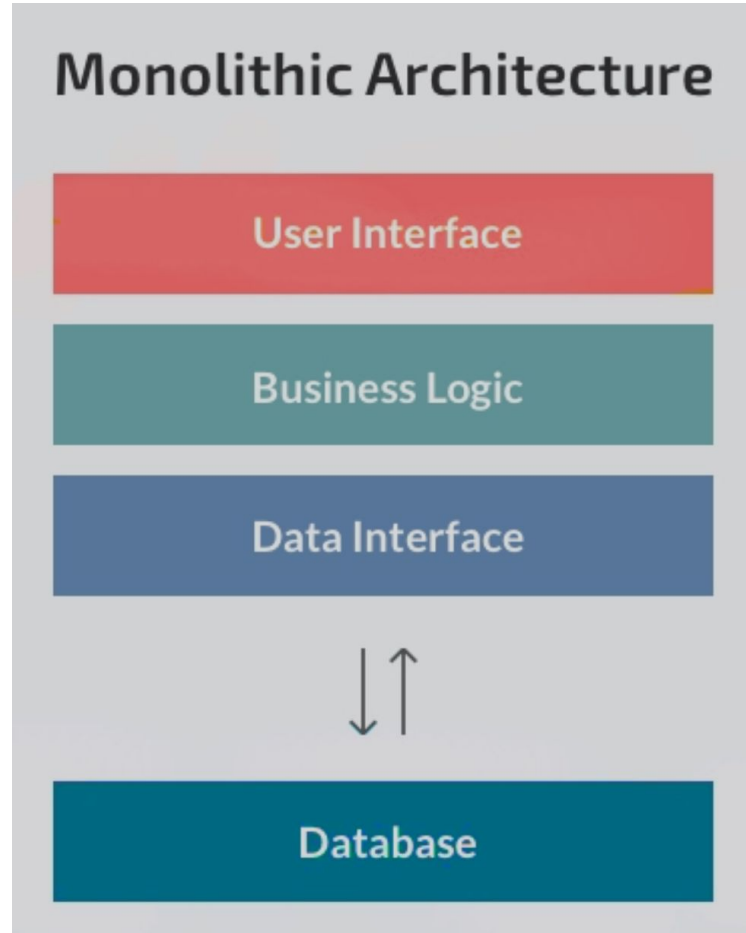 Monolithic Architecture
User Interface
Business Logic
Data Interface
Database